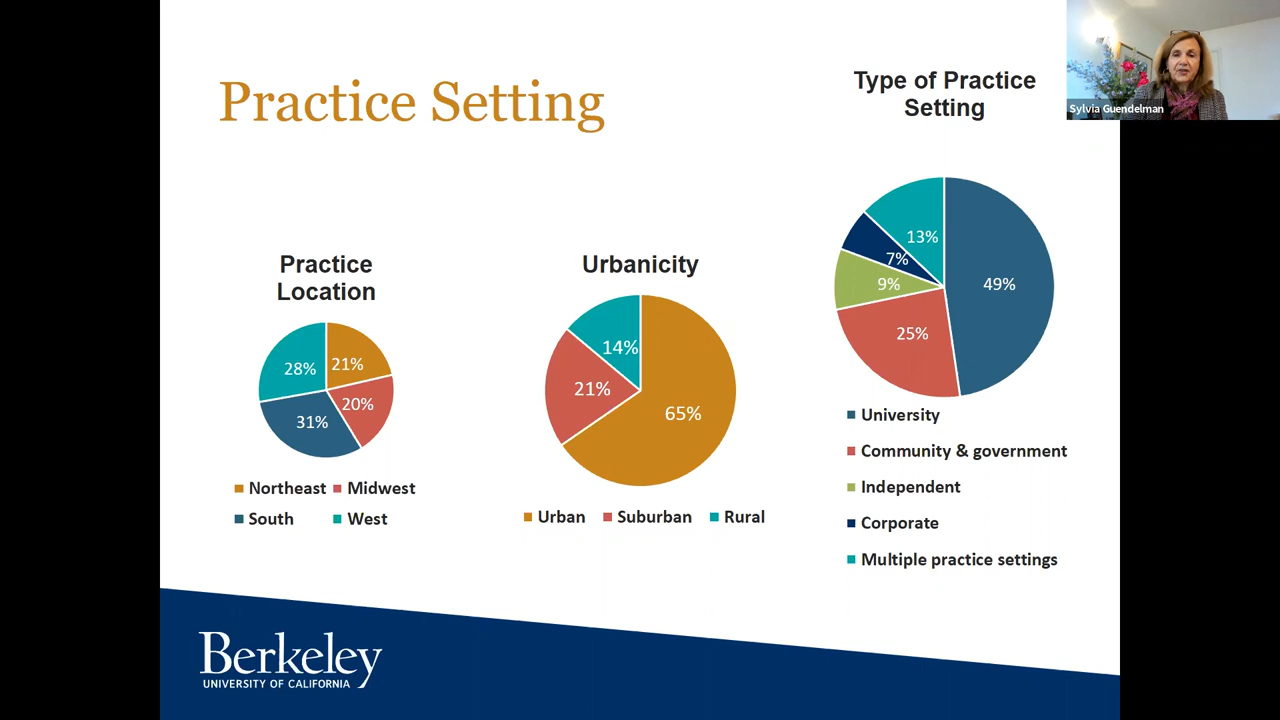 Practice Setting
Type of Practice
Setting
Sylvia Guendelman
Practice
Location
28%
21%
20%
31%
Northeast
Midwest
South
West
Urbanicity
14%
21%
65%
Urban
Suburban
Rural
13%
7%
9%
49%
25%
University
Community & government
Independent
Corporate
Multiple practice settings
Berkeley
UNIVERSITY OF CALIFORNIA